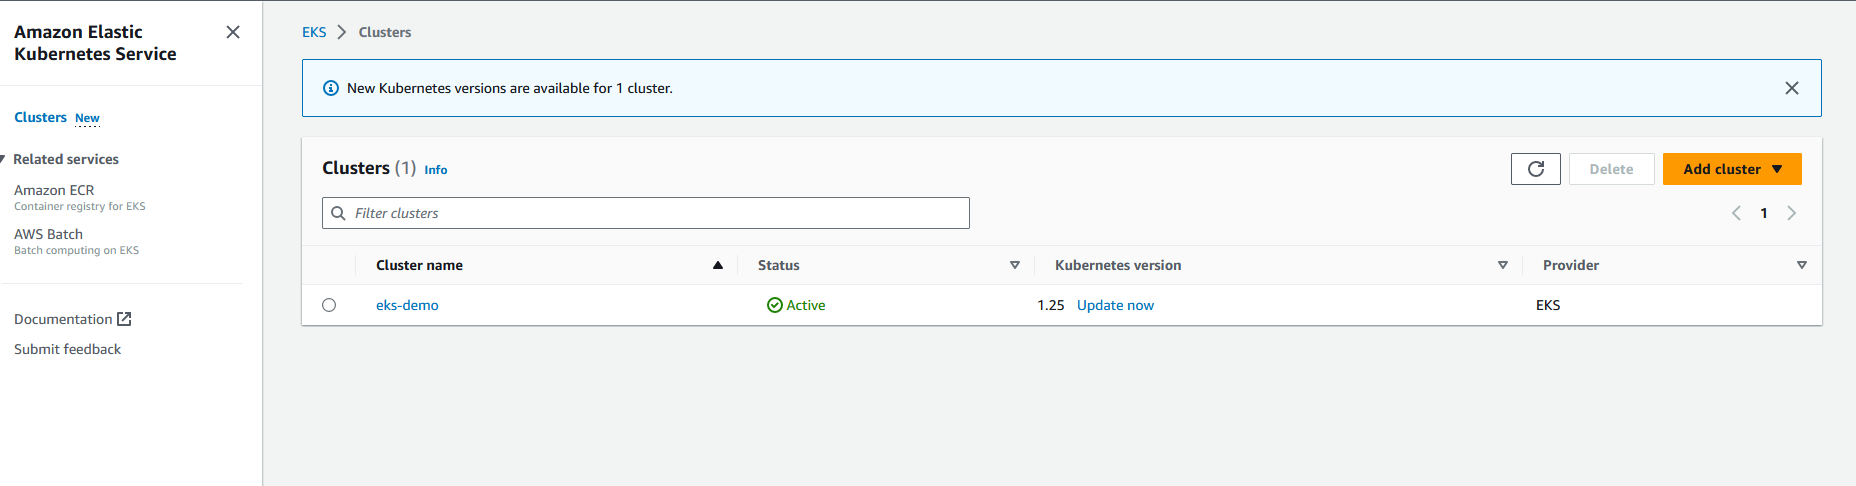 Amazon Elastic
Kubernetes Service
Clusters New
Related services
Amazon ECR
Container registry for EKS
AWS Batch
Batch computing on EKS
Documentation
Submit feedback
EKS Clusters
New Kubernetes versions are available for 1 cluster.
Clusters (1) Info
Delete
Add cluster
Filter clusters
1
Cluster name Status Kubernetes version Provider
eks-demo Active 1.25 Update now EKS